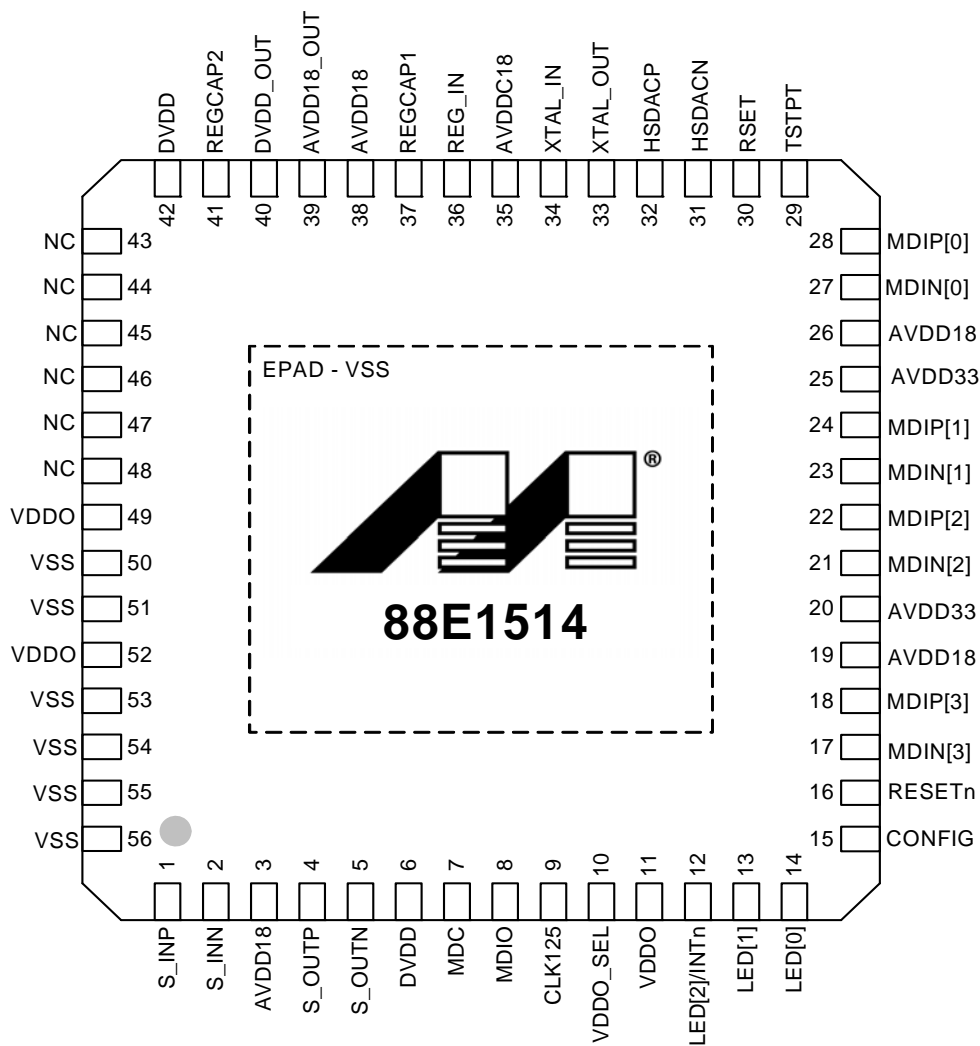 DVDD
REGCAP2
DVDD_OUT
AVDD18_OUT
AVDD18
REGCAP1
REG_IN
AVDDC18
XTAL_IN
XTAL_OUT
HSDACP
HSDACN
RSET
TSTPT
42
41
40
39
38
37
36
35
34
33
32
31
30
29
NC 43
NC 44
NC 45
NC 46
NC 47
NC 48
VDDO 49
VSS 50
VSS 51
VDDO 52
VSS 53
VSS 54
VSS 55
VSS 56
EPAD - VSS
®
88E1514
28 MDIP[0]
27 MDIN[0]
26 AVDD18
25 AVDD33
24 MDIP[1]
23 MDIN[1]
22 MDIP[2]
21 MDIN[2]
20 AVDD33
19 AVDD18
18 MDIP[3]
17 MDIN[3]
16 RESETn
15 CONFIG
1
2
3
4
5
6
7
8
9
10
11
12
13
14
S_INP
S_INN
AVDD18
S_OUTP
S_OUTN
DVDD
MDC
MDIO
CLK125
VDDO_SEL
VDDO
LED[2]/INTn
LED[1]
LED[0]